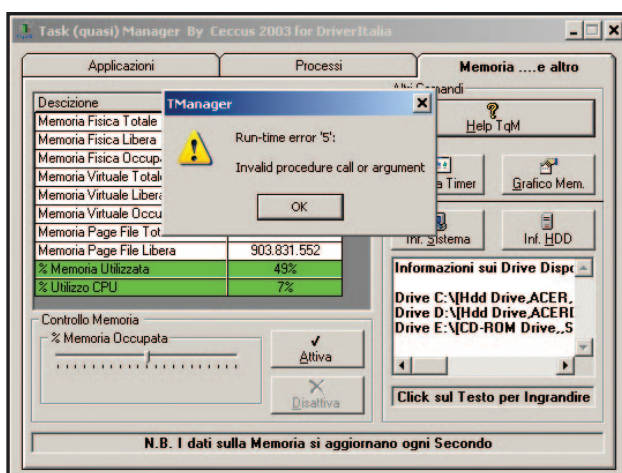 Task (quasi) Manager By Ceccus 2003 for DriverItalia
Applicazioni
Processi
Memoria ....e altro
Descizione
Memoria Fisica Totale
Memoria Fisica Libera
Memoria Fisica Occup
Memoria Virtuale Total
Memoria Virtuale Libera
Memoria Virtuale Occu
Memoria Page File Tot
Memoria Page File Libera 903.831.552
% Memoria Utilizzata 49%
% Utilizzo CPU 7%
TManager
Run-time error '5':
Invalid procedure call or argument
OK
Altri Comandi
Help TqM
a Timer
Grafico Mem.
Inf. Sistema
Inf. HDD
Informazioni sui Drive Dispo
Drive C:\[Hdd Drive,ACER,
Drive D:\[Hdd Drive,ACER
Drive E:\[CD-ROM Drive,,S
Click sul Testo per Ingrandire
Controllo Memoria
% Memoria Occupata
Attiva
Disattiva
N.B. I dati sulla Memoria si aggiornano ogni Secondo